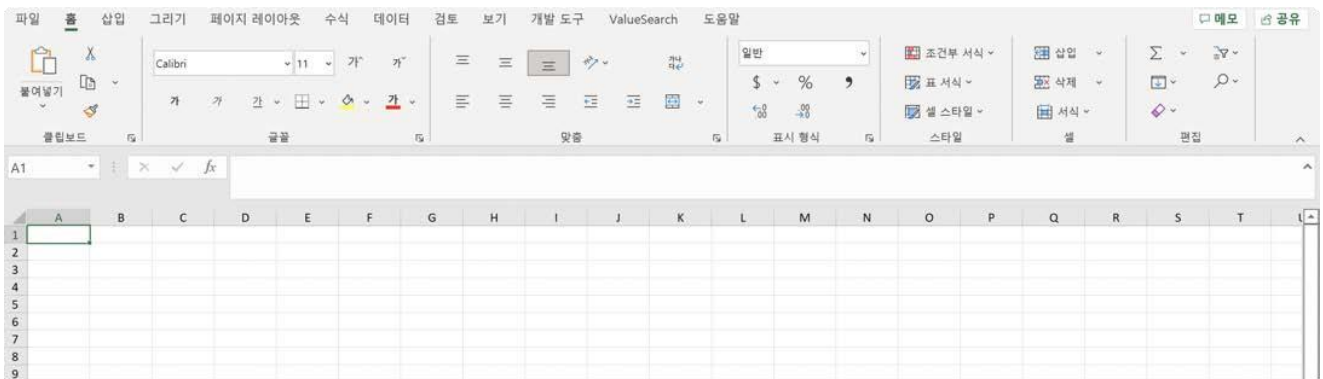 파일 홈 삽입 그리기 페이지 레이아웃 수식 데이터 검토 보기 개발 도구 ValueSearch 도움말 메모 공유
붙여넣기
Calibri 11 가 가
가 가 간 가
일반
$ % 9
조건부 서식
표 서식
셀 스타일
삽입
삭제
서식
클립보드 글꼴 맞춤 표시 형식 스타일 셀 편집
A1 fx
A B C D E F G H I J K L M N O P Q R S T U
1
2
3
4
5
6
7
8
9